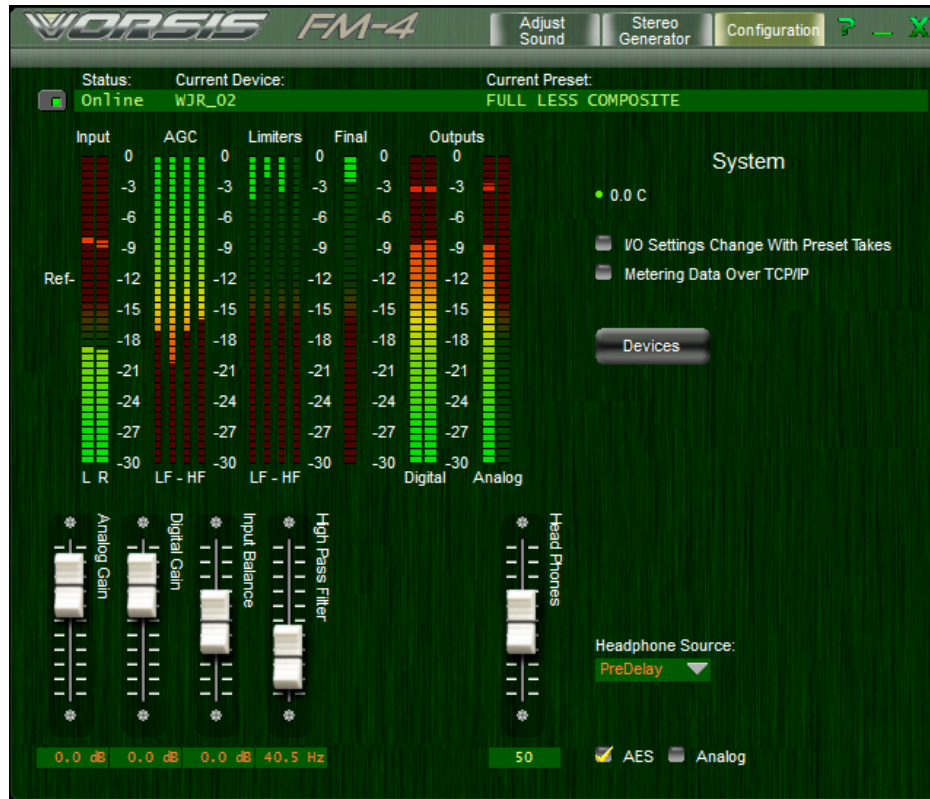 VORSIS FM-4
Adjust Sound
Stereo Generator
Configuration
? _ X
Status: Current Device: Current Preset:
Online WJR_02 FULL LESS COMPOSITE
Input AGC Limiters Final Outputs
0 0 0 0 0
-3 -3 -3 -3 -3
-6 -6 -6 -6 -6
-9 -9 -9 -9 -9
Ref- -12 -12 -12 -12 -12
-15 -15 -15 -15 -15
-18 -18 -18 -18 -18
-21 -21 -21 -21 -21
-24 -24 -24 -24 -24
-27 -27 -27 -27 -27
-30 -30 -30 -30 -30
L R LF - HF LF - HF Digital Analog
System
0.0 C
I/O Settings Change With Preset Takes
Metering Data Over TCP/IP
Devices
Analog Gain
Digital Gain
Input Balance
High Pass Filter
Head Phones
Headphone Source:
PreDelay
0.0 dB 0.0 dB 0.0 dB 40.5 Hz 50
AES Analog